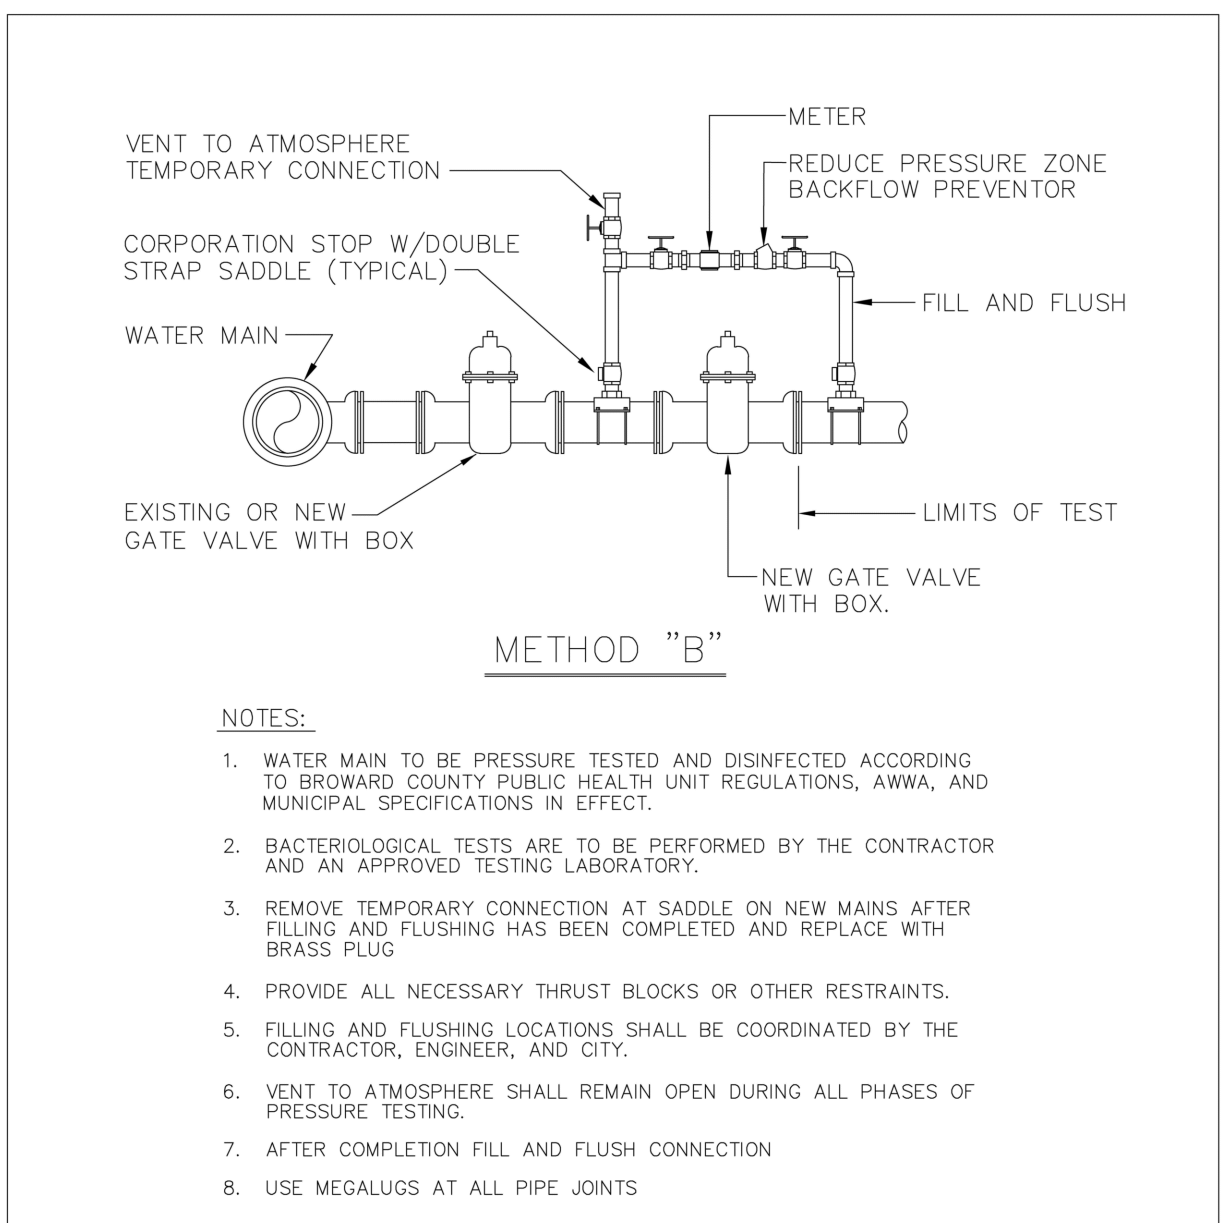 VENT TO ATMOSPHERE
TEMPORARY CONNECTION
METER
REDUCE PRESSURE ZONE
BACKFLOW PREVENTOR
CORPORATION STOP W/DOUBLE
STRAP SADDLE (TYPICAL)
FILL AND FLUSH
WATER MAIN
EXISTING OR NEW
GATE VALVE WITH BOX
LIMITS OF TEST
NEW GATE VALVE
WITH BOX.
METHOD "B"
NOTES:
1. WATER MAIN TO BE PRESSURE TESTED AND DISINFECTED ACCORDING
TO BROWARD COUNTY PUBLIC HEALTH UNIT REGULATIONS, AWWA, AND
MUNICIPAL SPECIFICATIONS IN EFFECT.
2. BACTERIOLOGICAL TESTS ARE TO BE PERFORMED BY THE CONTRACTOR
AND AN APPROVED TESTING LABORATORY.
3. REMOVE TEMPORARY CONNECTION AT SADDLE ON NEW MAINS AFTER
FILLING AND FLUSHING HAS BEEN COMPLETED AND REPLACE WITH
BRASS PLUG
4. PROVIDE ALL NECESSARY THRUST BLOCKS OR OTHER RESTRAINTS.
5. FILLING AND FLUSHING LOCATIONS SHALL BE COORDINATED BY THE
CONTRACTOR, ENGINEER, AND CITY.
6. VENT TO ATMOSPHERE SHALL REMAIN OPEN DURING ALL PHASES OF
PRESSURE TESTING.
7. AFTER COMPLETION FILL AND FLUSH CONNECTION
8. USE MEGALUGS AT ALL PIPE JOINTS